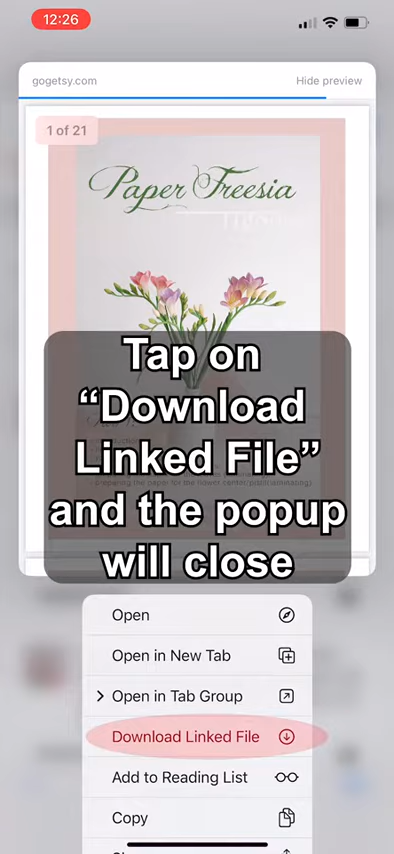 12:26
gogetsy.com
Hide preview
1 of 21
Paper Freesia
Tap on
“Download
Linked File”
and the popup
will close
Open
Open in New Tab
Open in Tab Group
Download Linked File
Add to Reading List
Copy